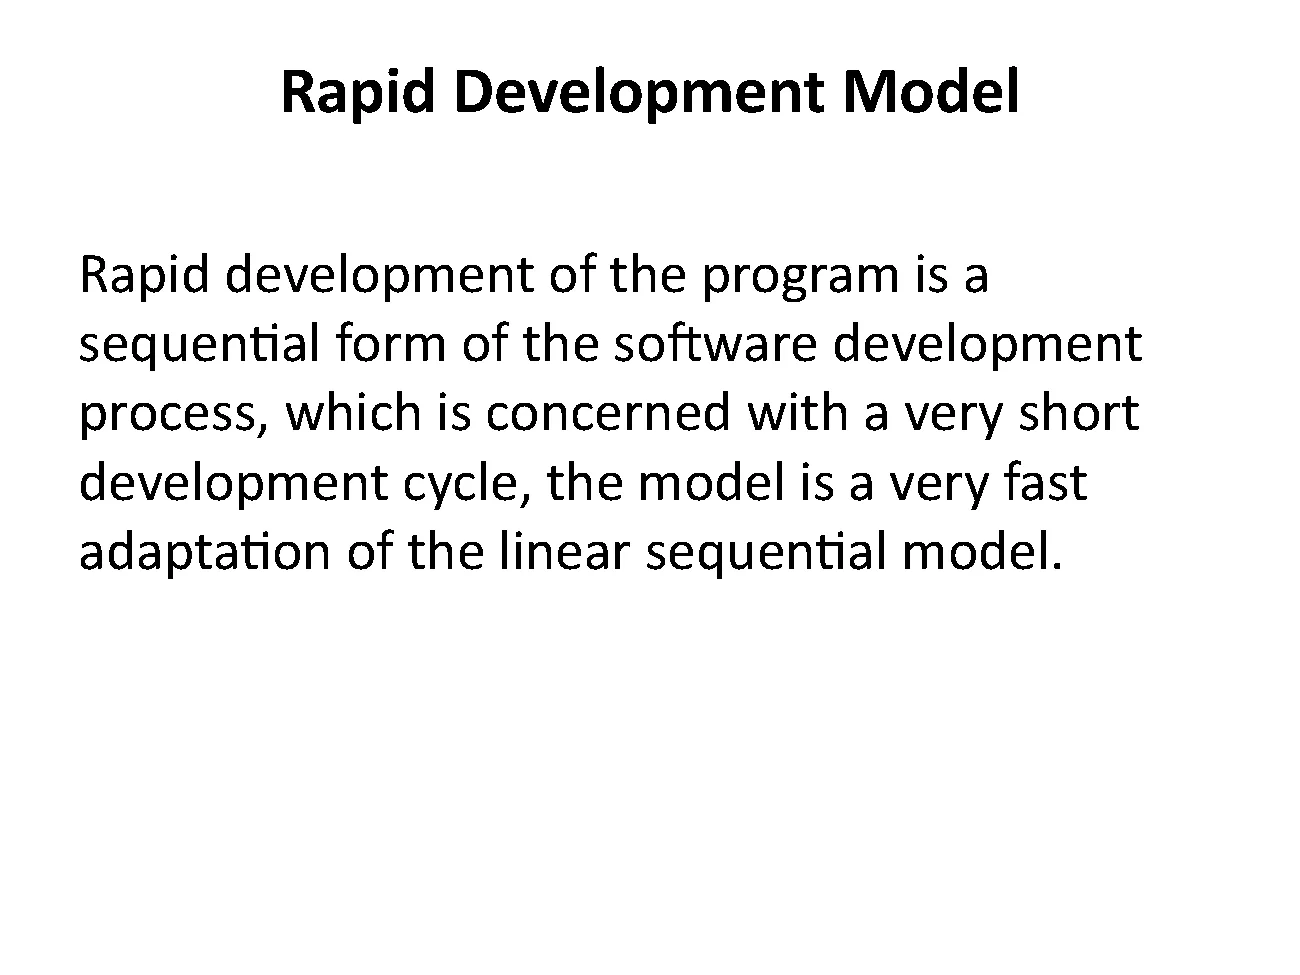 Rapid Development Model
Rapid development of the program is a
sequential form of the software development
process, which is concerned with a very short
development cycle, the model is a very fast
adaptation of the linear sequential model.